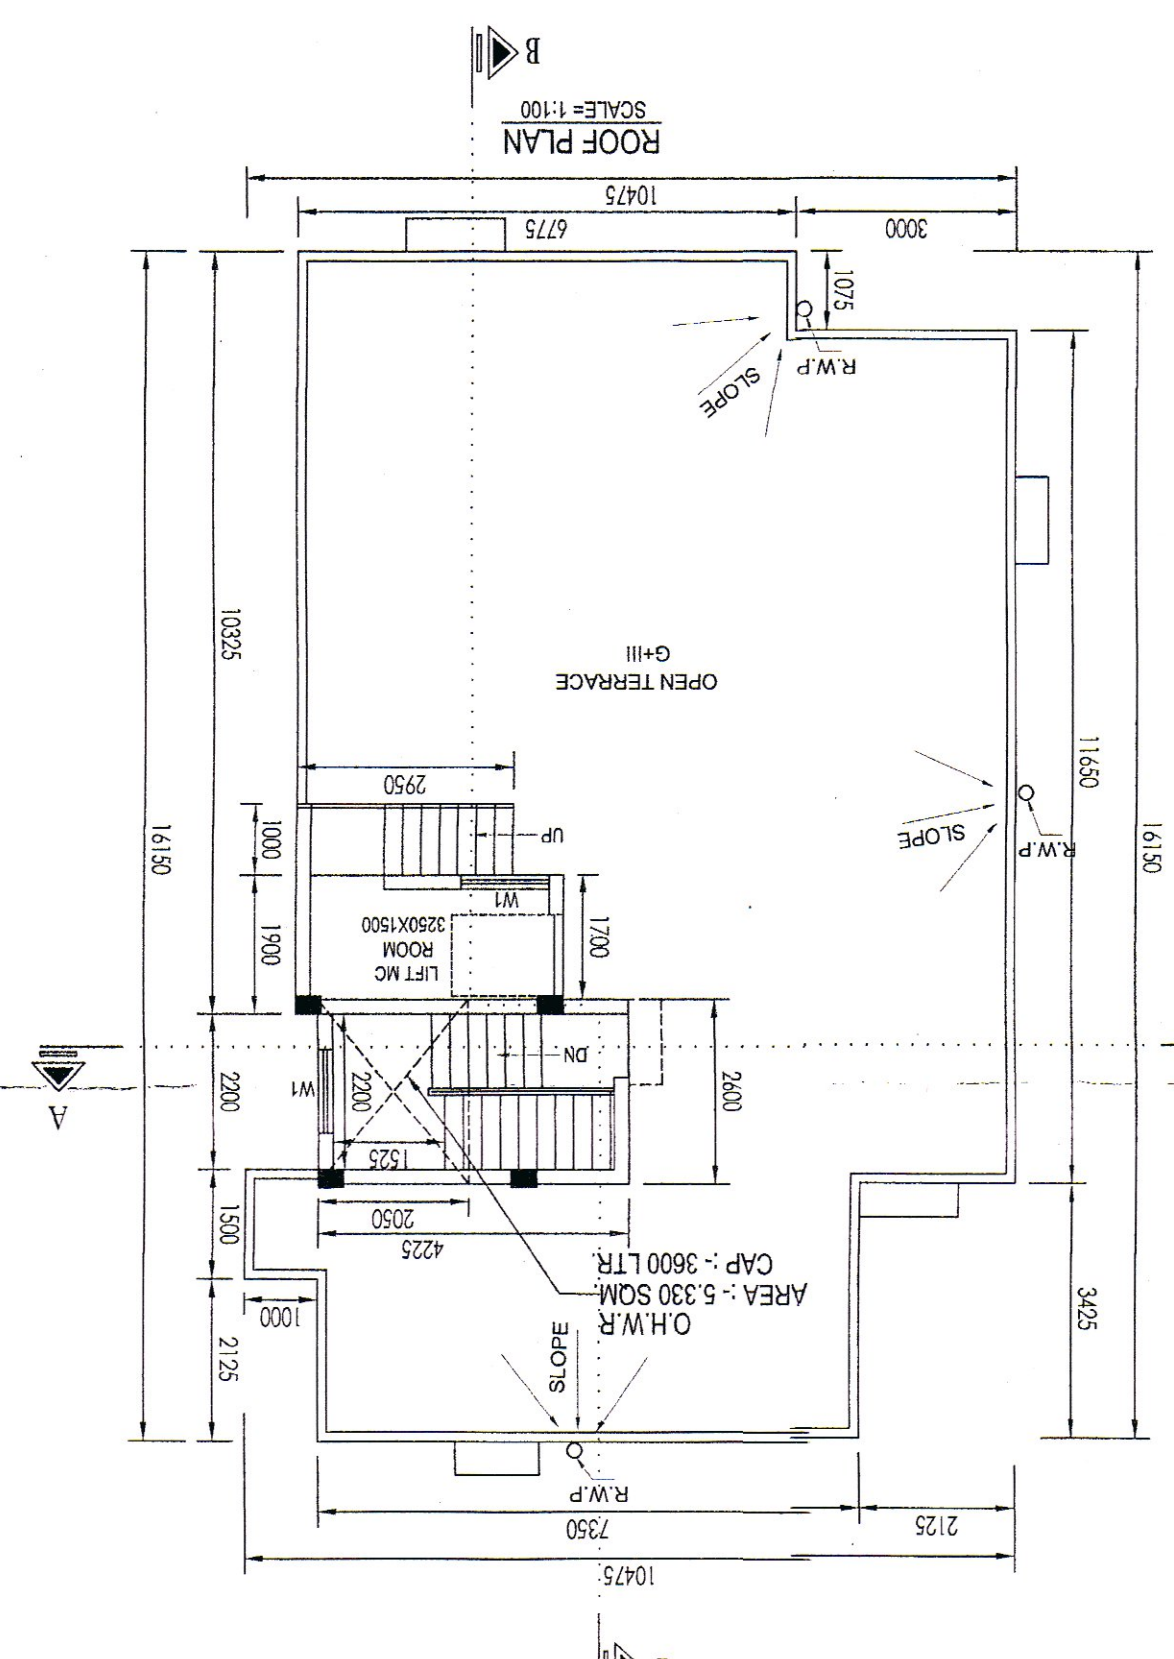 10475
7350
2125
R.W.P
SLOPE
O.H.W.R
AREA :- 5.330 SQM.
CAP :- 3600 LTR.
2125
1000
3425
1500
4225
2050
1525
A
2200
W1
2200
DN
2600
LIFT MC
ROOM
3250X1500
1900
W1
1700
UP
1000
2950
16150
R.W.P
SLOPE
16150
11650
OPEN TERRACE
G+III
10325
SLOPE
R.W.P
1075
3000
6775
10475
ROOF PLAN
SCALE= 1:100
B